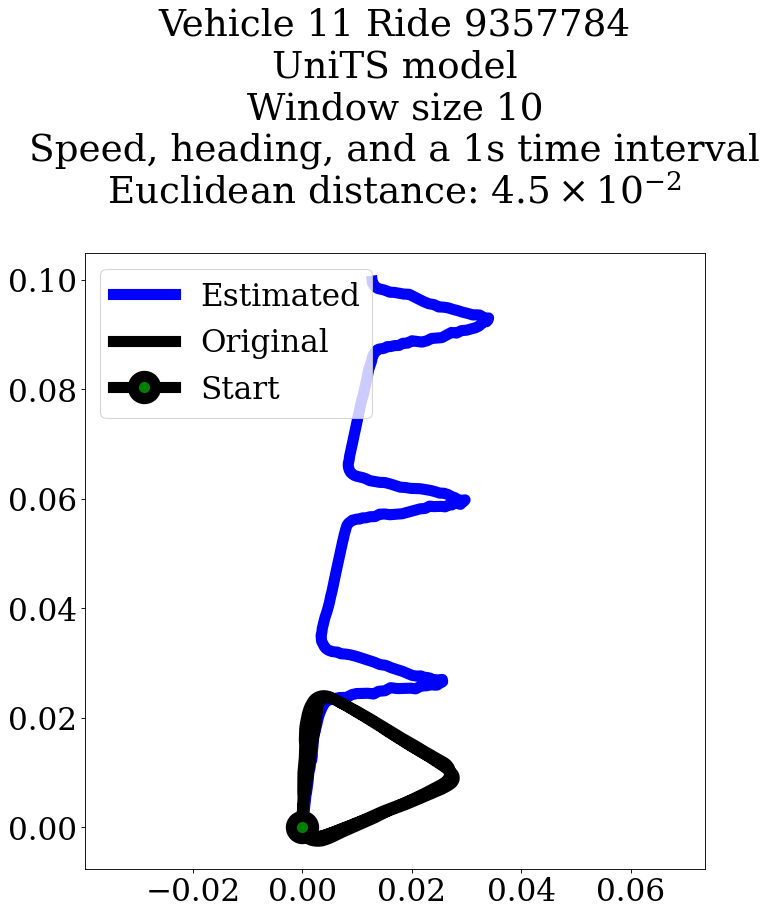 Vehicle 11 Ride 9357784
UniTS model
Window size 10
Speed, heading, and a 1s time interval
Euclidean distance: 4.5 × 10⁻²
Estimated
Original
Start
0.10
0.08
0.06
0.04
0.02
0.00
−0.02 0.00 0.02 0.04 0.06